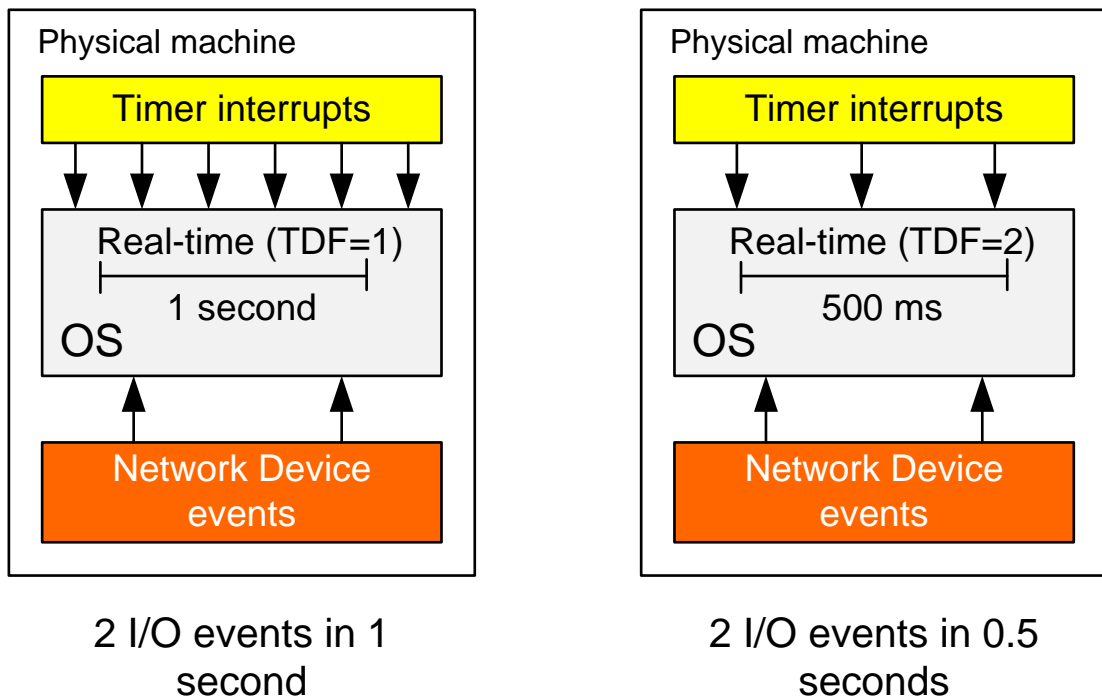 Physical machine
Timer interrupts
Real-time (TDF=1)
1 second
OS
Network Device
events
2 I/O events in 1
second
Physical machine
Timer interrupts
Real-time (TDF=2)
500 ms
OS
Network Device
events
2 I/O events in 0.5
seconds